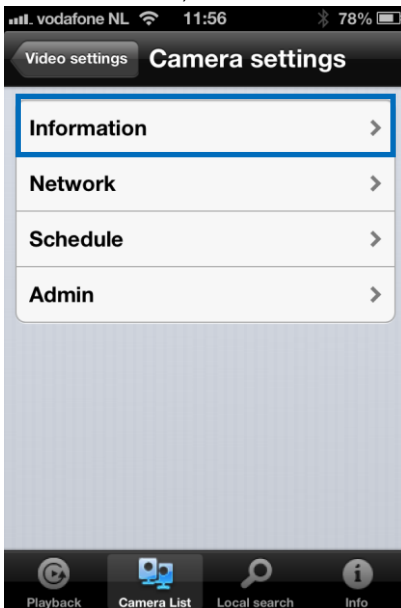 vodafone NL 11:56 78%
Video settings Camera settings
Information
Network
Schedule
Admin
Playback Camera List Local search Info